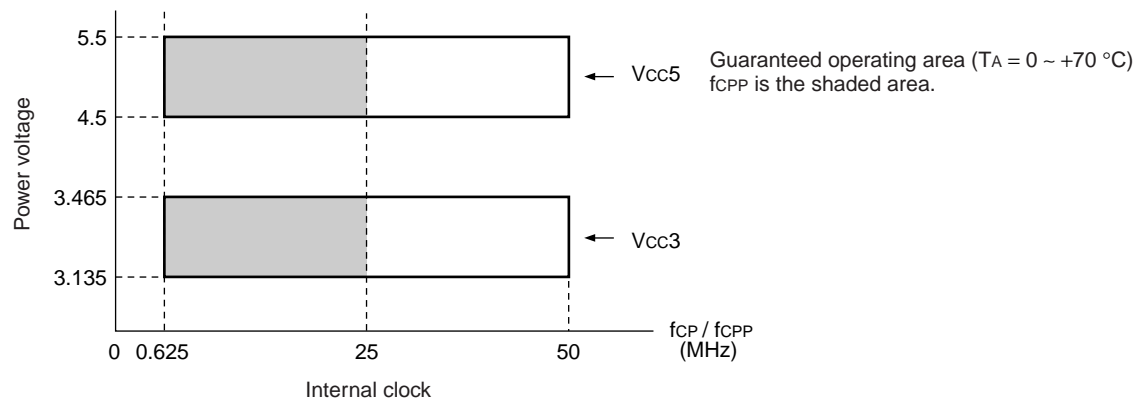 5.5
4.5
3.465
3.135
Power voltage
VCC5
Guaranteed operating area (TA = 0 ~ +70 °C)
fCPP is the shaded area.
VCC3
0 0.625 25 50
fCP / fCPP
(MHz)
Internal clock